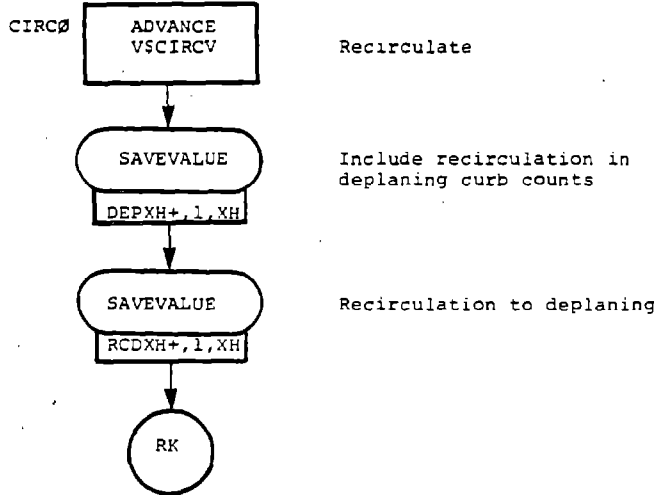 CIRCØ
ADVANCE
V$CIRCV
Recirculate
SAVEVALUE
DEPXH+,1,XH
Include recirculation in
deplaning curb counts
SAVEVALUE
RCDXH+,1,XH
Recirculation to deplaning
RK